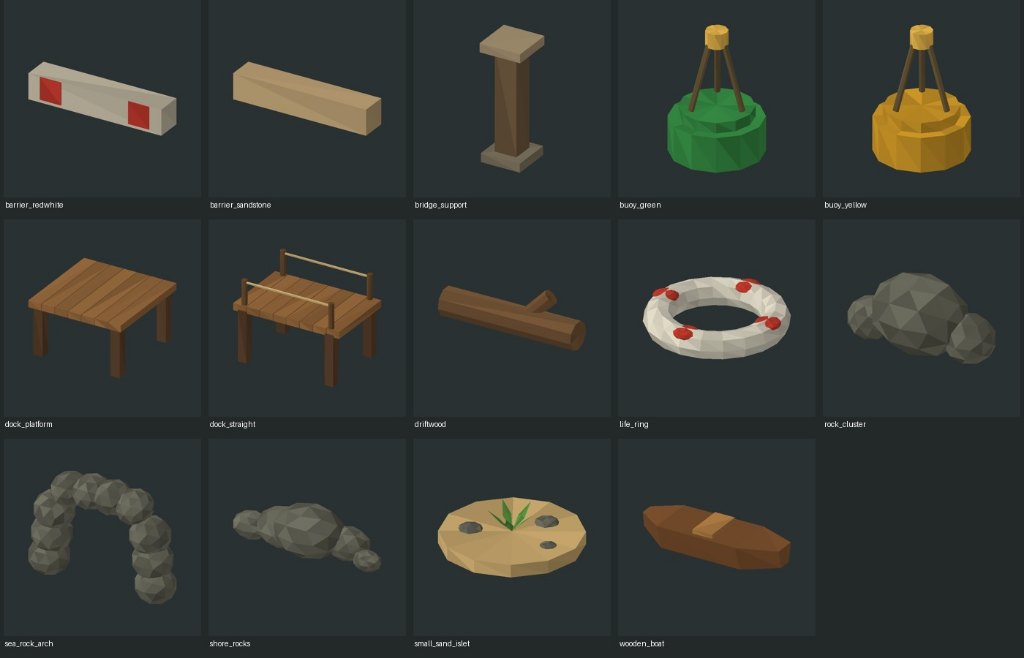 barrier_redwhite
barrier_sandstone
bridge_support
buoy_green
buoy_yellow
dock_platform
dock_straight
driftwood
life_ring
rock_cluster
sea_rock_arch
shore_rocks
small_sand_islet
wooden_boat